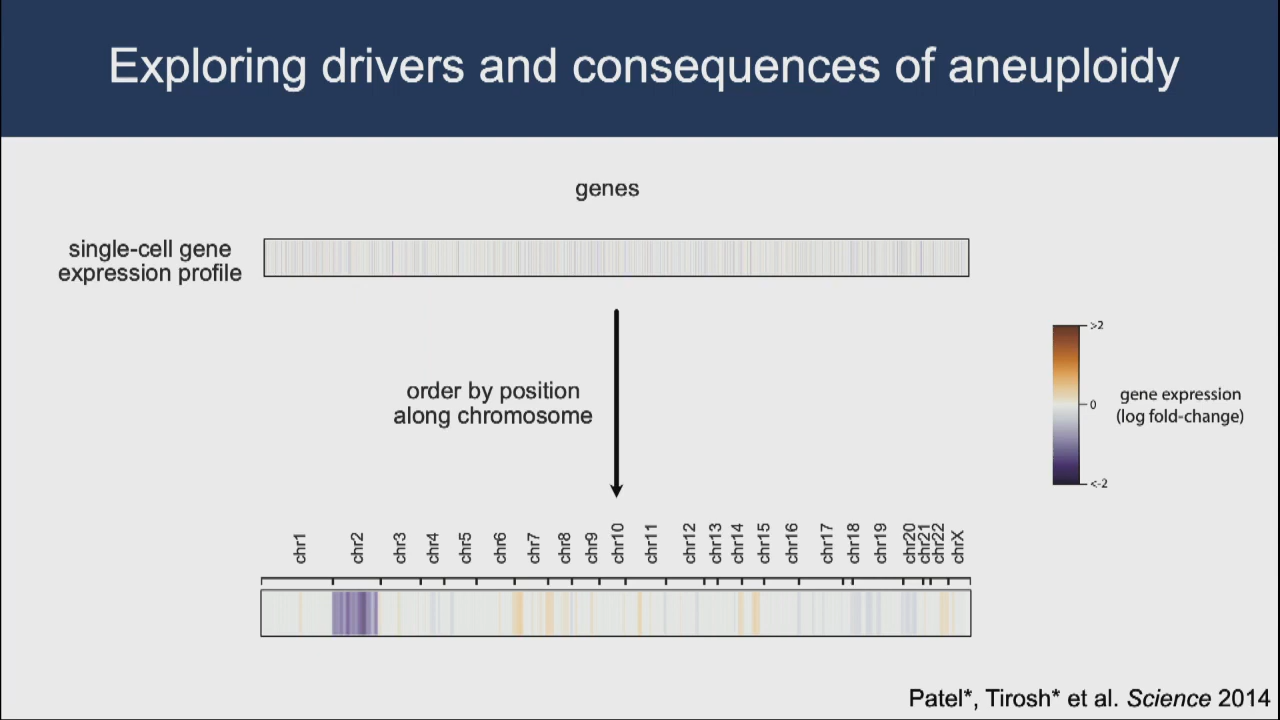 Exploring drivers and consequences of aneuploidy
genes
single-cell gene
expression profile
order by position
along chromosome
>2
0
<-2
gene expression
(log fold-change)
chr1
chr2
chr3
chr4
chr5
chr6
chr7
chr8
chr9
chr10
chr11
chr12
chr13
chr14
chr15
chr16
chr17
chr18
chr19
chr20
chr21
chr22
chrX
Patel*, Tirosh* et al. Science 2014